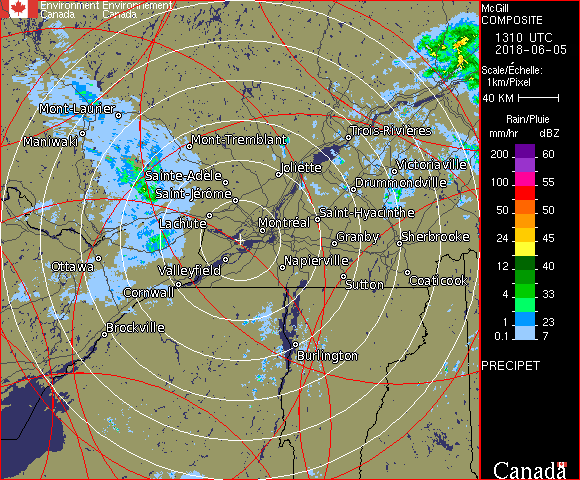 Environment Environnement
Canada Canada
McGill
COMPOSITE
1310 UTC
2018-06-05
Scale/Échelle:
1km/Pixel
40 KM
Rain/Pluie
mm/hr dBZ
200 60
100 55
50 50
24 45
12 40
4 33
1 23
0.1 7
PRECIPET
Canada
Mont-Laurier
Maniwaki
Mont-Tremblant
Trois-Rivières
Sainte-Adèle
Joliette
Victoriaville
Saint-Jérôme
Drummondville
Lachute
Montréal
Saint-Hyacinthe
Granby
Sherbrooke
Ottawa
Valleyfield
Napierville
Cornwall
Sutton
Coaticook
Brockville
Burlington